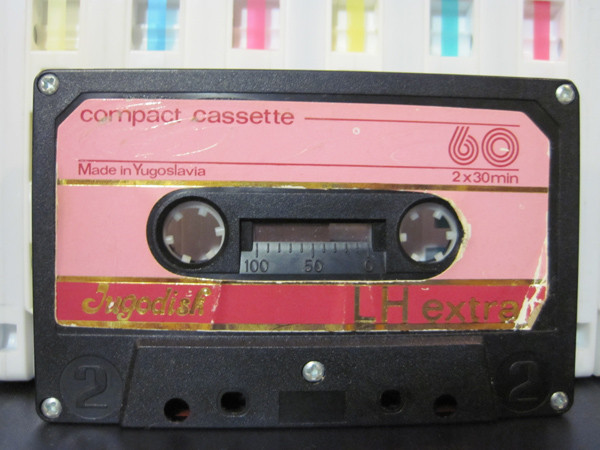 compact cassette
60
Made in Yugoslavia
2x30min
100 50 0
Jugodisk LH extra
2 2